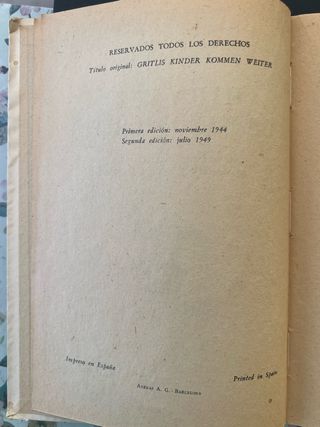 RESERVADOS TODOS LOS DERECHOS
Título original: GRITLIS KINDER KOMMEN WEITER
Primera edición: noviembre 1944
Segunda edición: julio 1949
Impreso en España
Printed in Spain
A. G.-Barcelona